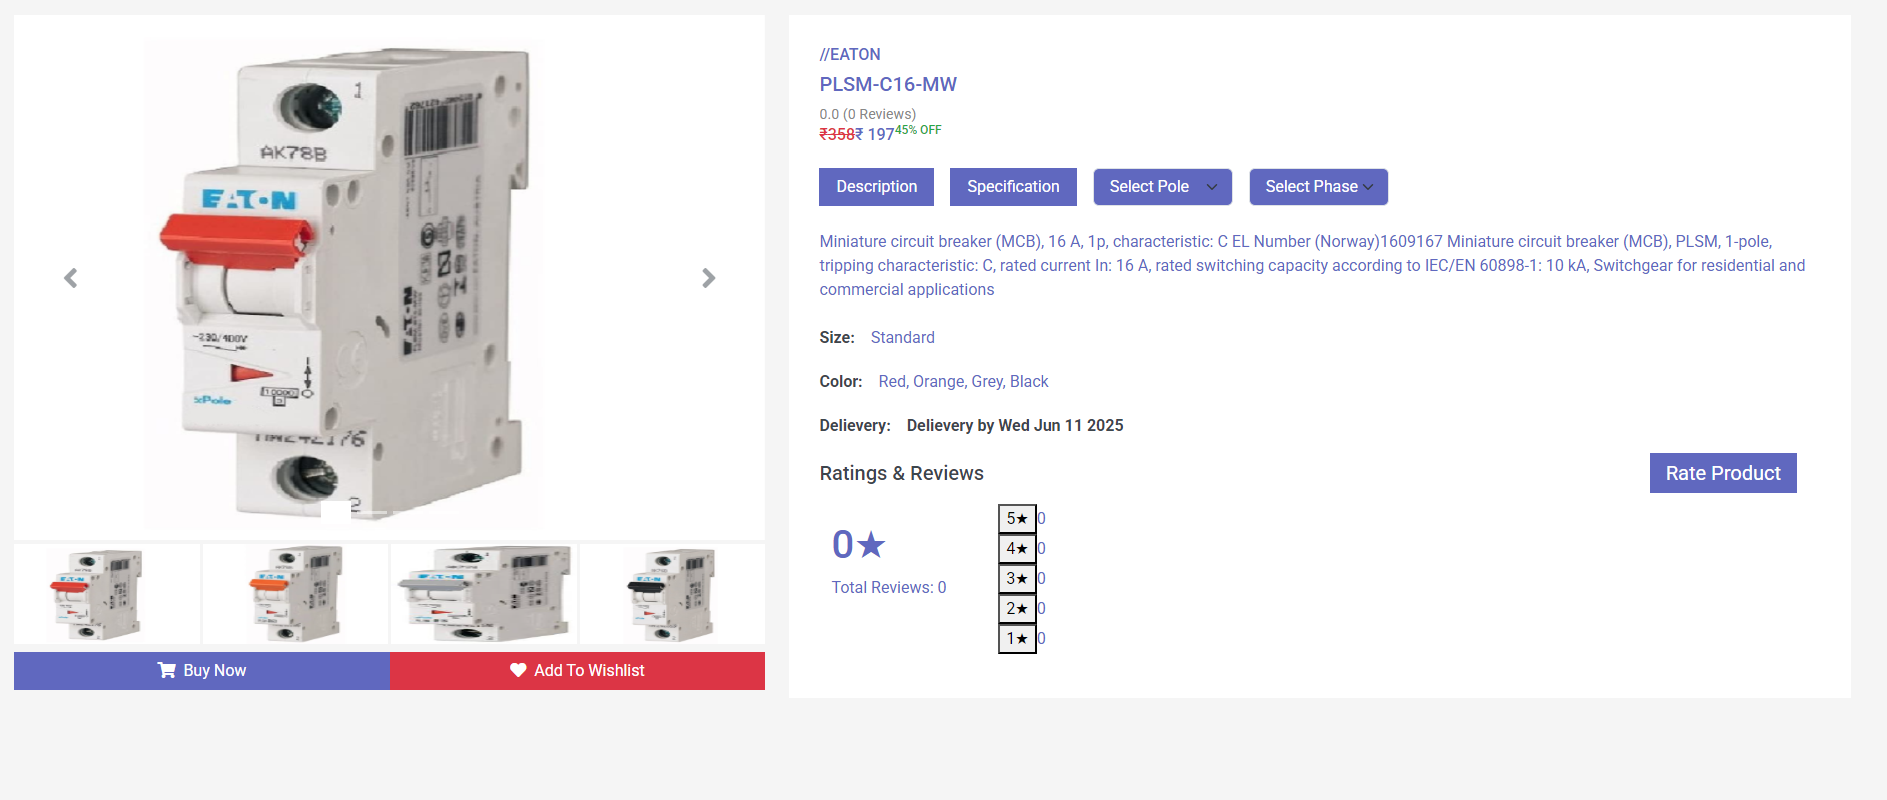 1
AK78B
EATON
~230/400V
10000
3
xPole
2
Buy Now
Add To Wishlist
//EATON
PLSM-C16-MW
0.0 (0 Reviews)
₹358₹ 19745% OFF
Description Specification Select Pole Select Phase
Miniature circuit breaker (MCB), 16 A, 1p, characteristic: C EL Number (Norway)1609167 Miniature circuit breaker (MCB), PLSM, 1-pole,
tripping characteristic: C, rated current In: 16 A, rated switching capacity according to IEC/EN 60898-1: 10 kA, Switchgear for residential and
commercial applications
Size: Standard
Color: Red, Orange, Grey, Black
Delievery: Delievery by Wed Jun 11 2025
Ratings & Reviews
Rate Product
0★
Total Reviews: 0
5★ 0
4★ 0
3★ 0
2★ 0
1★ 0